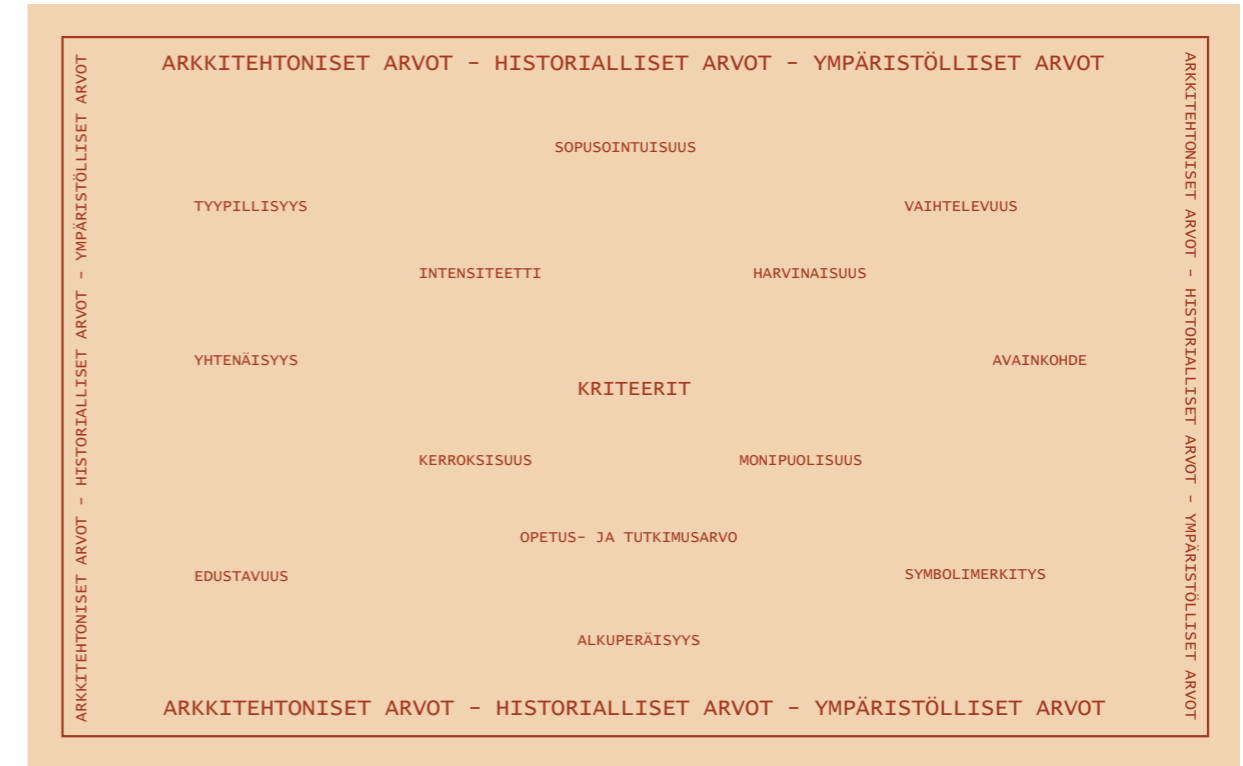 ARKKITEHTONISET ARVOT – HISTORIALLISET ARVOT – YMPÄRISTÖLLISET ARVOT
ARKKITEHTONISET ARVOT – HISTORIALLISET ARVOT – YMPÄRISTÖLLISET ARVOT
ARKKITEHTONISET ARVOT – HISTORIALLISET ARVOT – YMPÄRISTÖLLISET ARVOT
SOPUSOINTUISUUS
TYYPILLISYYS
VAIHTELEVUUS
INTENSITEETTI
HARVINAISUUS
YHTENÄISYYS
AVAINKOHDE
KRITEERIT
KERROKSISUUS
MONIPUOLISUUS
OPETUS- JA TUTKIMUSARVO
EDUSTAVUUS
SYMBOLIMERKITYS
ALKUPERÄISYYS
ARKKITEHTONISET ARVOT – HISTORIALLISET ARVOT – YMPÄRISTÖLLISET ARVOT